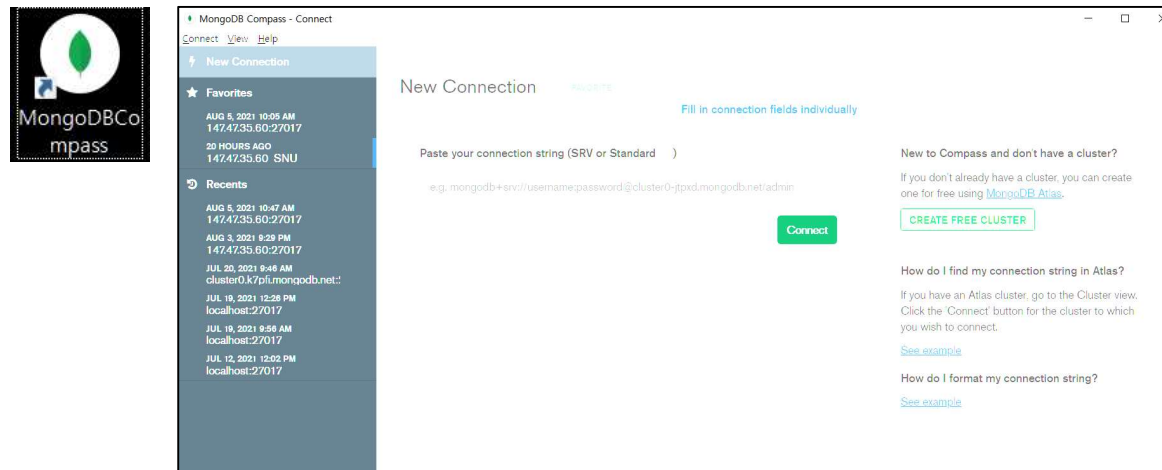 MongoDBCo
mpass
MongoDB Compass - Connect
Connect View Help
New Connection
Favorites
AUG 5, 2021 10:05 AM
147.47.35.60:27017
20 HOURS AGO
147.47.35.60 SNU
Recents
AUG 5, 2021 10:47 AM
147.47.35.60:27017
AUG 3, 2021 9:29 PM
147.47.35.60:27017
JUL 20, 2021 9:46 AM
cluster0.k7pfi.mongodb.net:
JUL 19, 2021 12:26 PM
localhost:27017
JUL 19, 2021 9:56 AM
localhost:27017
JUL 12, 2021 12:02 PM
localhost:27017
New Connection
FAVORITE
Fill in connection fields individually
Paste your connection string (SRV or Standard )
e.g. mongodb+srv://username:password@cluster0-jtpxd.mongodb.net/admin
Connect
New to Compass and don't have a cluster?
If you don't already have a cluster, you can create
one for free using MongoDB Atlas.
CREATE FREE CLUSTER
How do I find my connection string in Atlas?
If you have an Atlas cluster, go to the Cluster view.
Click the 'Connect' button for the cluster to which
you wish to connect.
See example
How do I format my connection string?
See example